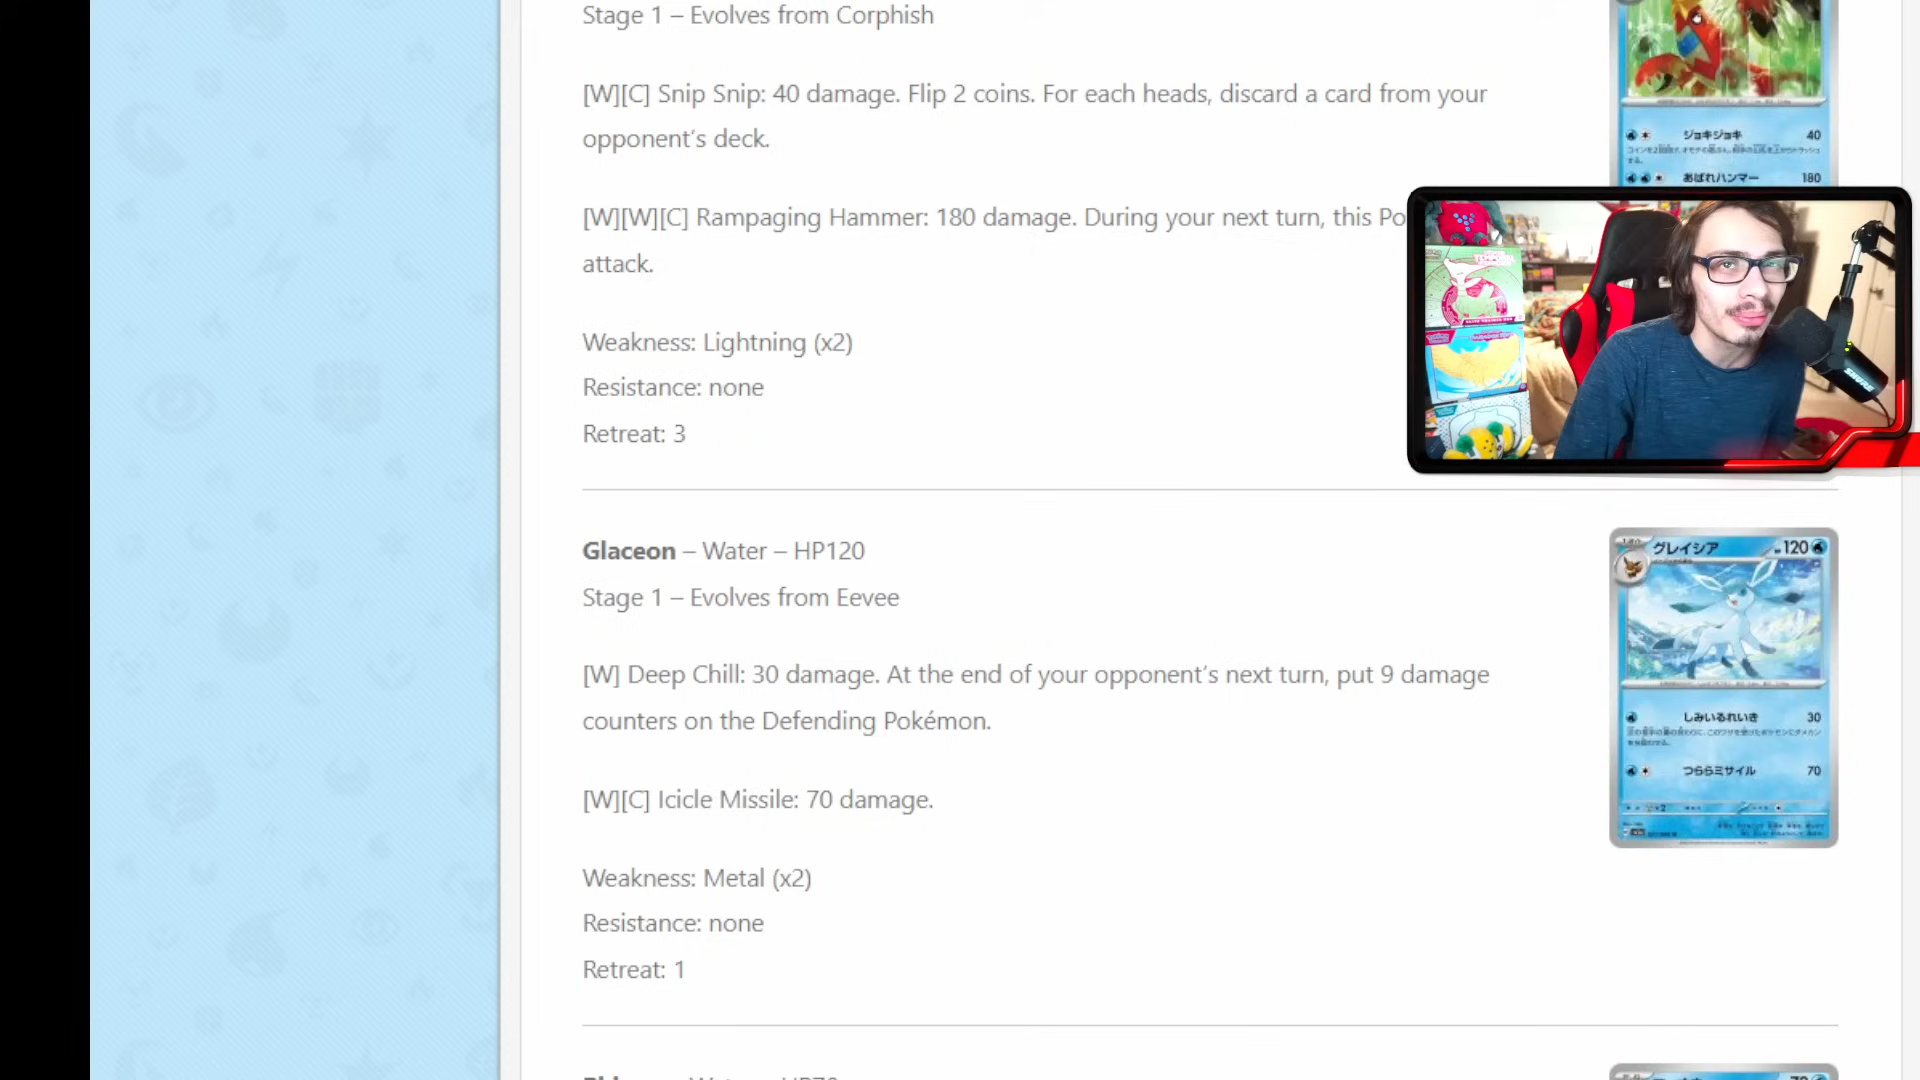 Stage 1 – Evolves from Corphish
[W][C] Snip Snip: 40 damage. Flip 2 coins. For each heads, discard a card from your
opponent's deck.
ジョキジョキ 40
あばれハンマー 180
[W][W][C] Rampaging Hammer: 180 damage. During your next turn, this Po
attack.
Weakness: Lightning (x2)
Resistance: none
Retreat: 3
SHURE
Glaceon – Water – HP120
Stage 1 – Evolves from Eevee
グレイシア 120
[W] Deep Chill: 30 damage. At the end of your opponent's next turn, put 9 damage
counters on the Defending Pokémon.
しみいるれいき 30
[W][C] Icicle Missile: 70 damage.
つららミサイル 70
Weakness: Metal (x2)
Resistance: none
Retreat: 1